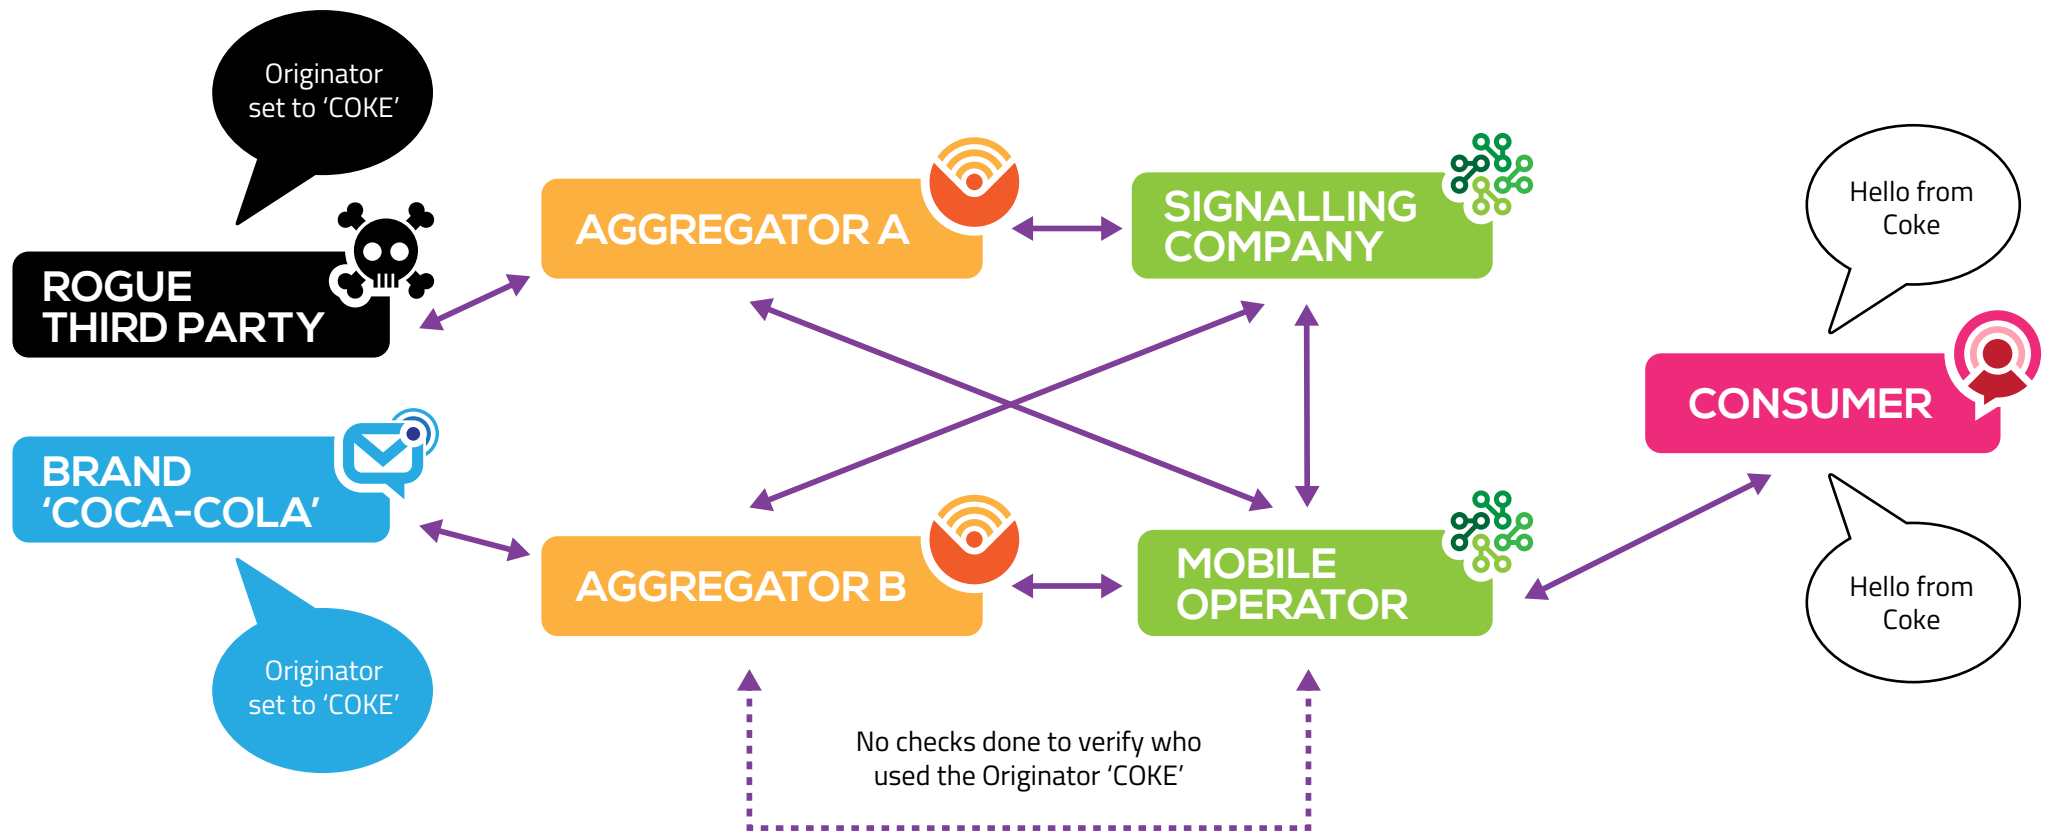 Originator
set to ‘COKE’
ROGUE
THIRD PARTY
BRAND
‘COCA-COLA’
Originator
set to ‘COKE’
AGGREGATOR A
AGGREGATOR B
SIGNALLING
COMPANY
MOBILE
OPERATOR
No checks done to verify who
used the Originator ‘COKE’
Hello from
Coke
CONSUMER
Hello from
Coke